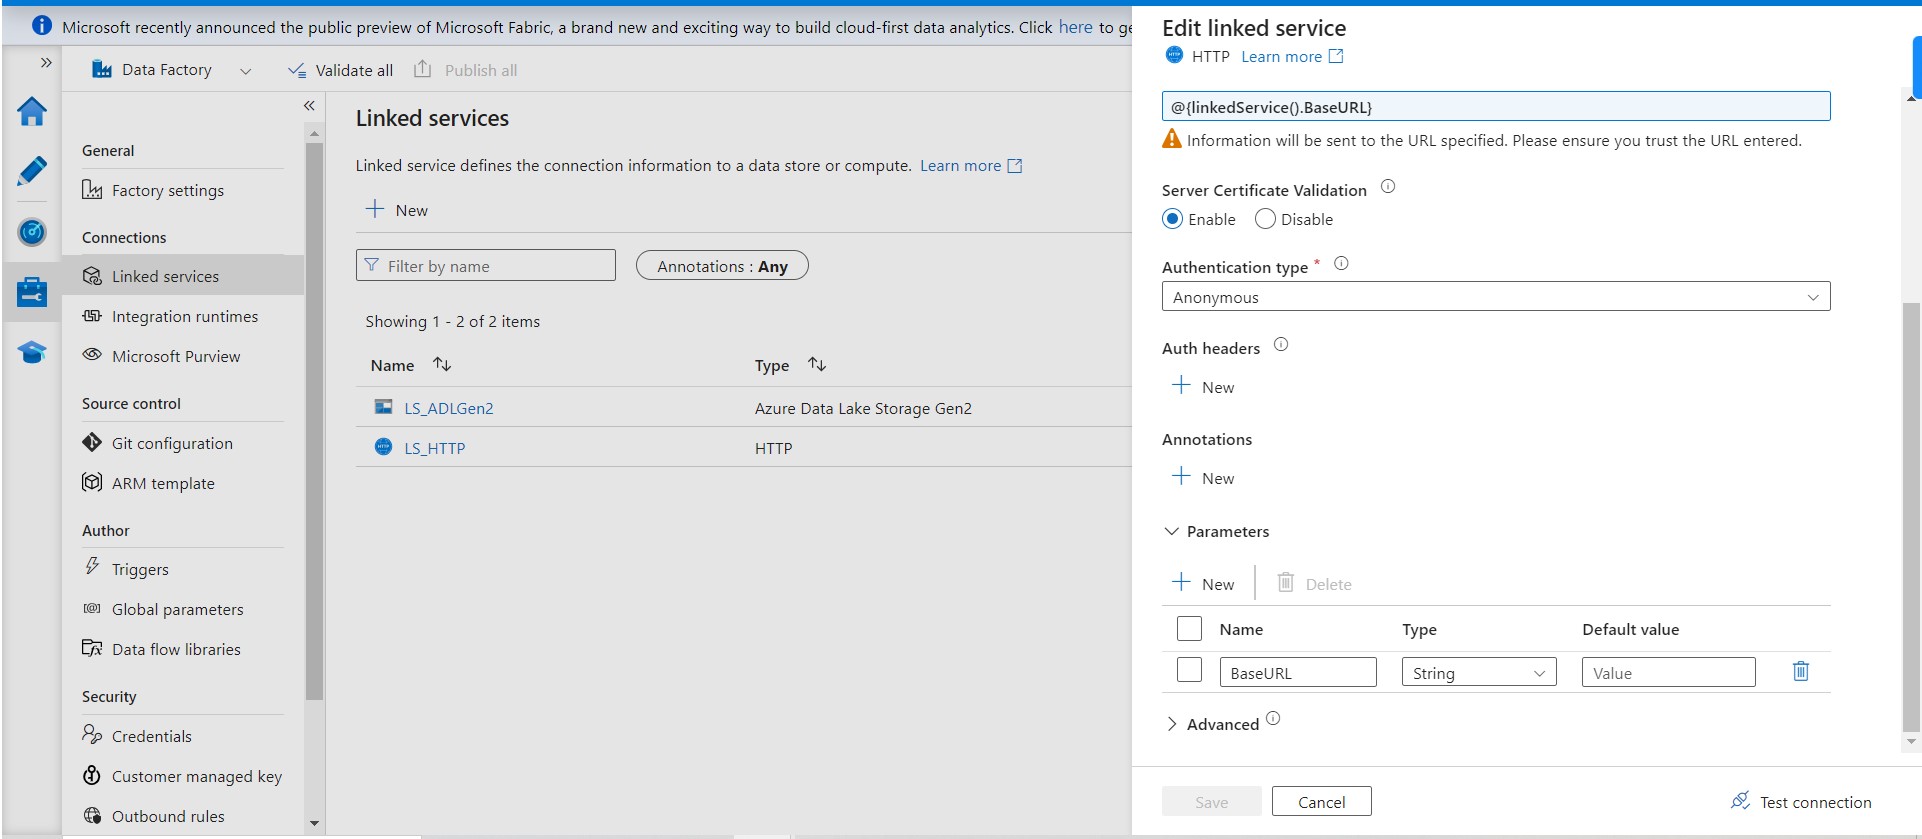 Microsoft recently announced the public preview of Microsoft Fabric, a brand new and exciting way to build cloud-first data analytics. Click here to ge
Data Factory
Validate all
Publish all
General
Factory settings
Connections
Linked services
Integration runtimes
Microsoft Purview
Source control
Git configuration
ARM template
Author
Triggers
Global parameters
Data flow libraries
Security
Credentials
Customer managed key
Outbound rules
Linked services
Linked service defines the connection information to a data store or compute. Learn more
New
Filter by name
Annotations : Any
Showing 1 - 2 of 2 items
Name Type
LS_ADLGen2 Azure Data Lake Storage Gen2
LS_HTTP HTTP
Edit linked service
HTTP Learn more
@{linkedService().BaseURL}
Information will be sent to the URL specified. Please ensure you trust the URL entered.
Server Certificate Validation
Enable Disable
Authentication type *
Anonymous
Auth headers
New
Annotations
New
Parameters
New Delete
Name Type Default value
BaseURL String Value
Advanced
Save Cancel Test connection